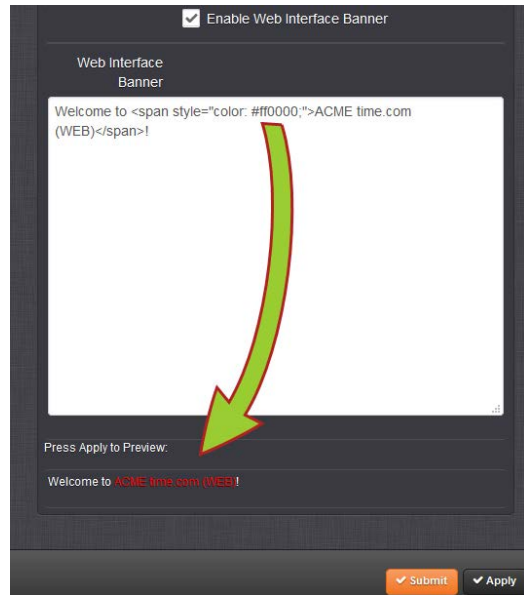 Enable Web Interface Banner
Web Interface
Banner
Welcome to <span style="color: #ff0000;">ACME time.com
(WEB)</span>!
Press Apply to Preview:
Welcome to ACME time.com (WEB)!
Submit
Apply